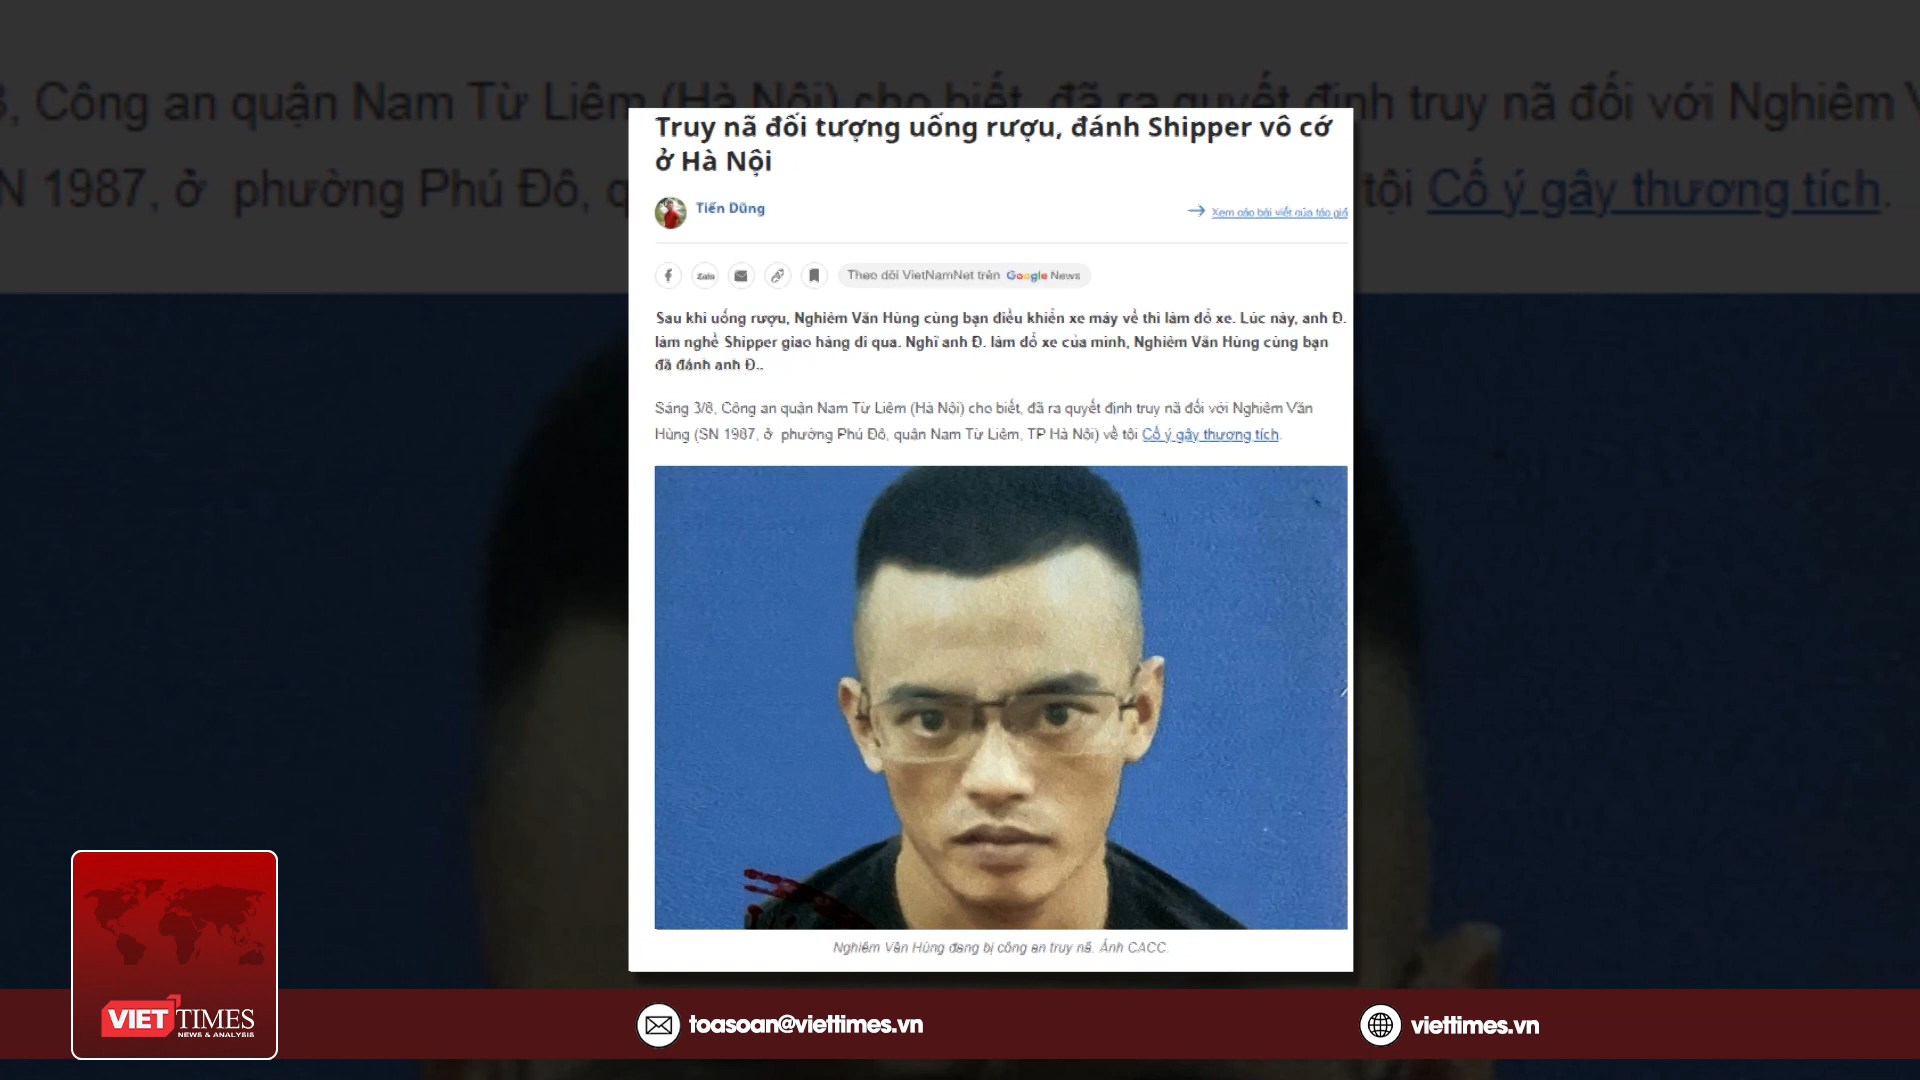 3, Công an quận Nam Từ Liêm (Hà Nội) cho biết, đã ra quyết định truy nã đối với Nghiêm V
N 1987, ở phường Phú Đô, q
tội Cố ý gây thương tích.
Truy nã đối tượng uống rượu, đánh Shipper vô cớ
ở Hà Nội
Tiến Dũng
Xem các bài viết của tác giả
Zalo
Theo dõi VietNamNet trên Google News
Sau khi uống rượu, Nghiêm Văn Hùng cùng bạn điều khiển xe máy về thì làm đổ xe. Lúc này, anh Đ.
làm nghề Shipper giao hàng đi qua. Nghĩ anh Đ. làm đổ xe của mình, Nghiêm Văn Hùng cùng bạn
đã đánh anh Đ..
Sáng 3/8, Công an quận Nam Từ Liêm (Hà Nội) cho biết, đã ra quyết định truy nã đối với Nghiêm Văn
Hùng (SN 1987, ở phường Phú Đô, quận Nam Từ Liêm, TP Hà Nội) về tội Cố ý gây thương tích.
Nghiêm Văn Hùng đang bị công an truy nã. Ảnh CACC.
VIETTIMES
NEWS & ANALYSIS
toasoan@viettimes.vn
viettimes.vn